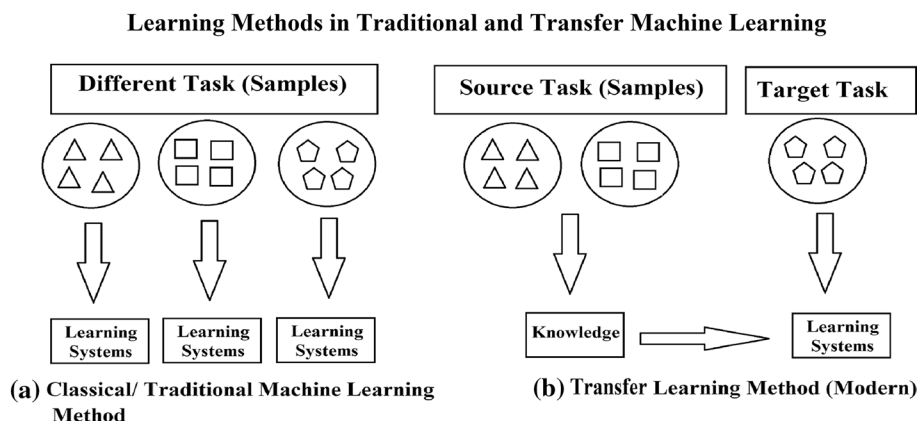 Learning Methods in Traditional and Transfer Machine Learning
Different Task (Samples)
Learning
Systems
Learning
Systems
Learning
Systems
(a) Classical/ Traditional Machine Learning
Method
Source Task (Samples)
Target Task
Knowledge
Learning
Systems
(b) Transfer Learning Method (Modern)